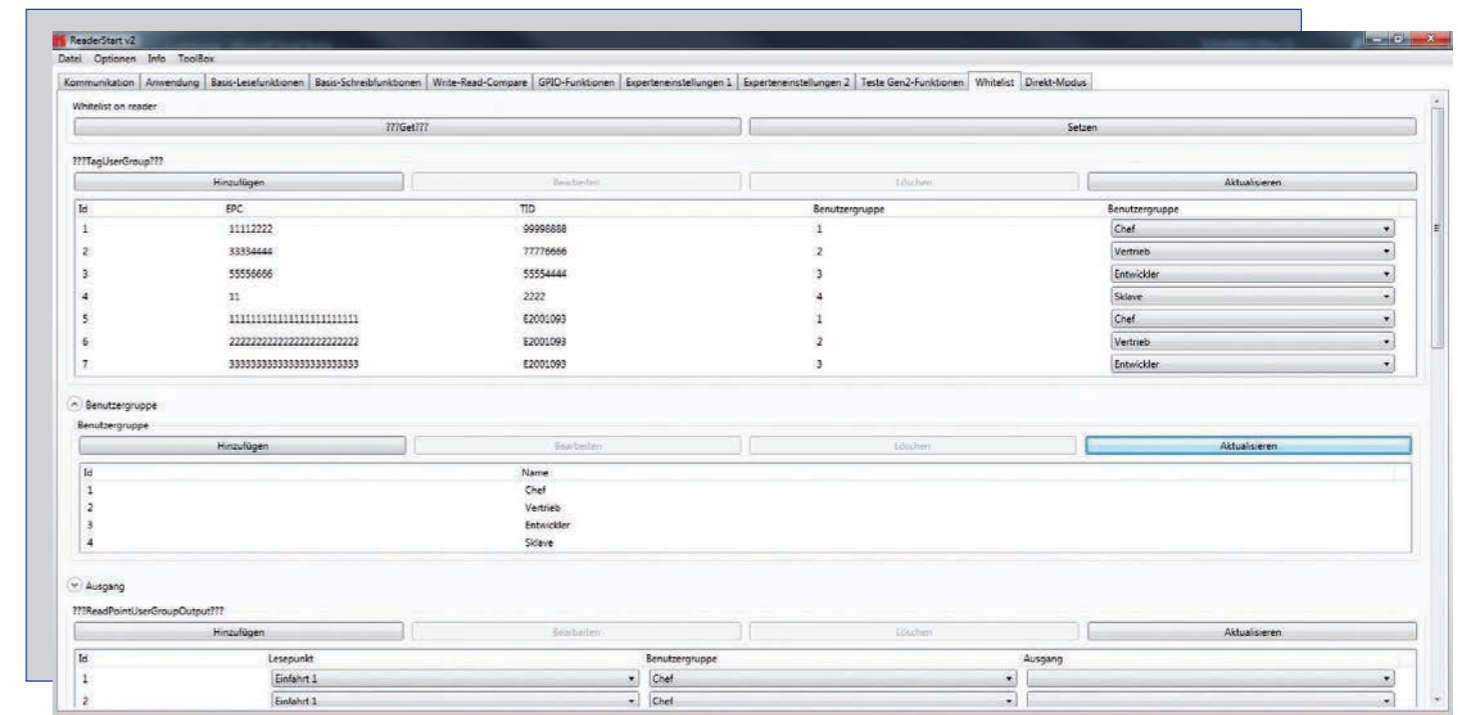 ReaderStart v2
Datei Optionen Info ToolBox
Kommunikation Anwendung Basis-Lesefunktionen Basis-Schreibfunktionen Write-Read-Compare GPIO-Funktionen Experteneinstellungen 1 Experteneinstellungen 2 Teste Gen2-Funktionen Whitelist Direkt-Modus
Whitelist on reader
???Get??? Setzen
???TagUserGroup???
Hinzufügen Bearbeiten Löschen Aktualisieren
Id EPC TID Benutzergruppe Benutzergruppe
1 11112222 99998888 1 Chef
2 33334444 77776666 2 Vertrieb
3 55556666 55554444 3 Entwickler
4 11 2222 4 Sklave
5 111111111111111111111111 E2001093 1 Chef
6 222222222222222222222222 E2001093 2 Vertrieb
7 333333333333333333333333 E2001093 3 Entwickler
Benutzergruppe
Benutzergruppe
Hinzufügen Bearbeiten Löschen Aktualisieren
Id Name
1 Chef
2 Vertrieb
3 Entwickler
4 Sklave
Ausgang
???ReadPointUserGroupOutput???
Hinzufügen Bearbeiten Löschen Aktualisieren
Id Lesepunkt Benutzergruppe Ausgang
1 Einfahrt 1 Chef
2 Einfahrt 1 Chef